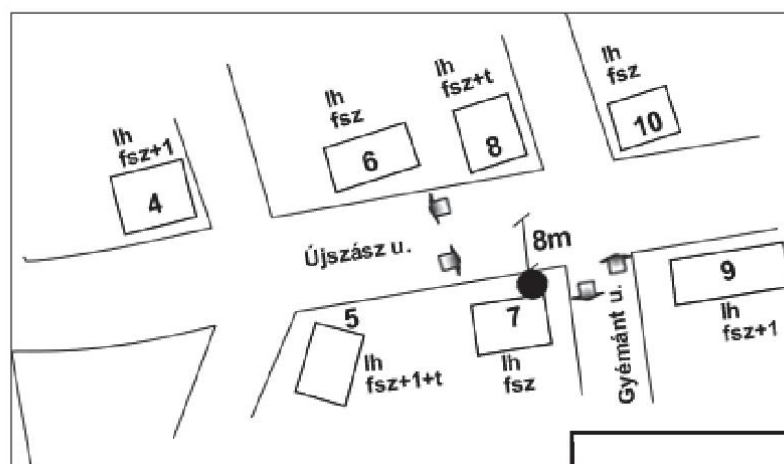 lh
fsz+1
4
lh
fsz
6
lh
fsz+t
8
lh
fsz
10
Újszász u.
8m
5
lh
fsz+1+t
7
lh
fsz
Gyémánt u.
9
lh
fsz+1